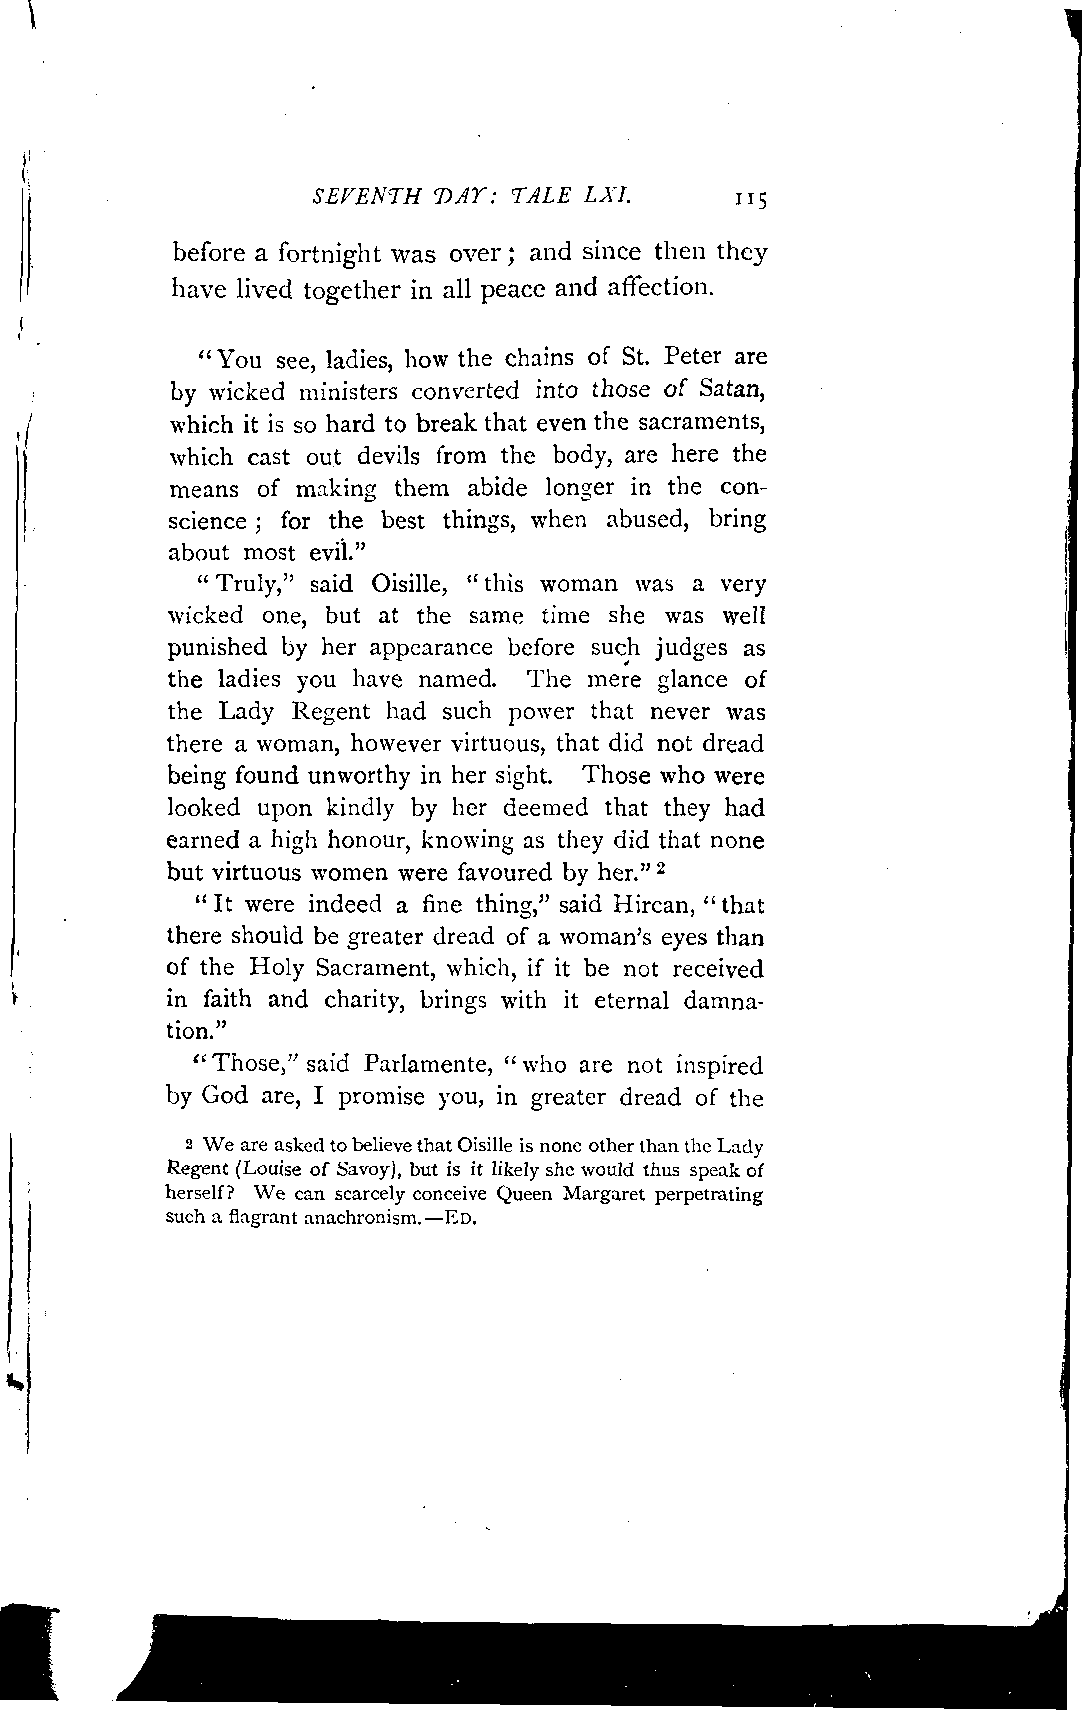 SEVENTH DAY: TALE LXI. 115
before a fortnight was over; and since then they
have lived together in all peace and affection.
"You see, ladies, how the chains of St. Peter are
by wicked ministers converted into those of Satan,
which it is so hard to break that even the sacraments,
which cast out devils from the body, are here the
means of making them abide longer in the con-
science; for the best things, when abused, bring
about most evil."
"Truly," said Oisille, "this woman was a very
wicked one, but at the same time she was well
punished by her appearance before such judges as
the ladies you have named. The mere glance of
the Lady Regent had such power that never was
there a woman, however virtuous, that did not dread
being found unworthy in her sight. Those who were
looked upon kindly by her deemed that they had
earned a high honour, knowing as they did that none
but virtuous women were favoured by her." 2
"It were indeed a fine thing," said Hircan, "that
there should be greater dread of a woman's eyes than
of the Holy Sacrament, which, if it be not received
in faith and charity, brings with it eternal damna-
tion."
"Those," said Parlamente, "who are not inspired
by God are, I promise you, in greater dread of the
2 We are asked to believe that Oisille is none other than the Lady
Regent (Louise of Savoy), but is it likely she would thus speak of
herself? We can scarcely conceive Queen Margaret perpetrating
such a flagrant anachronism.—ED.